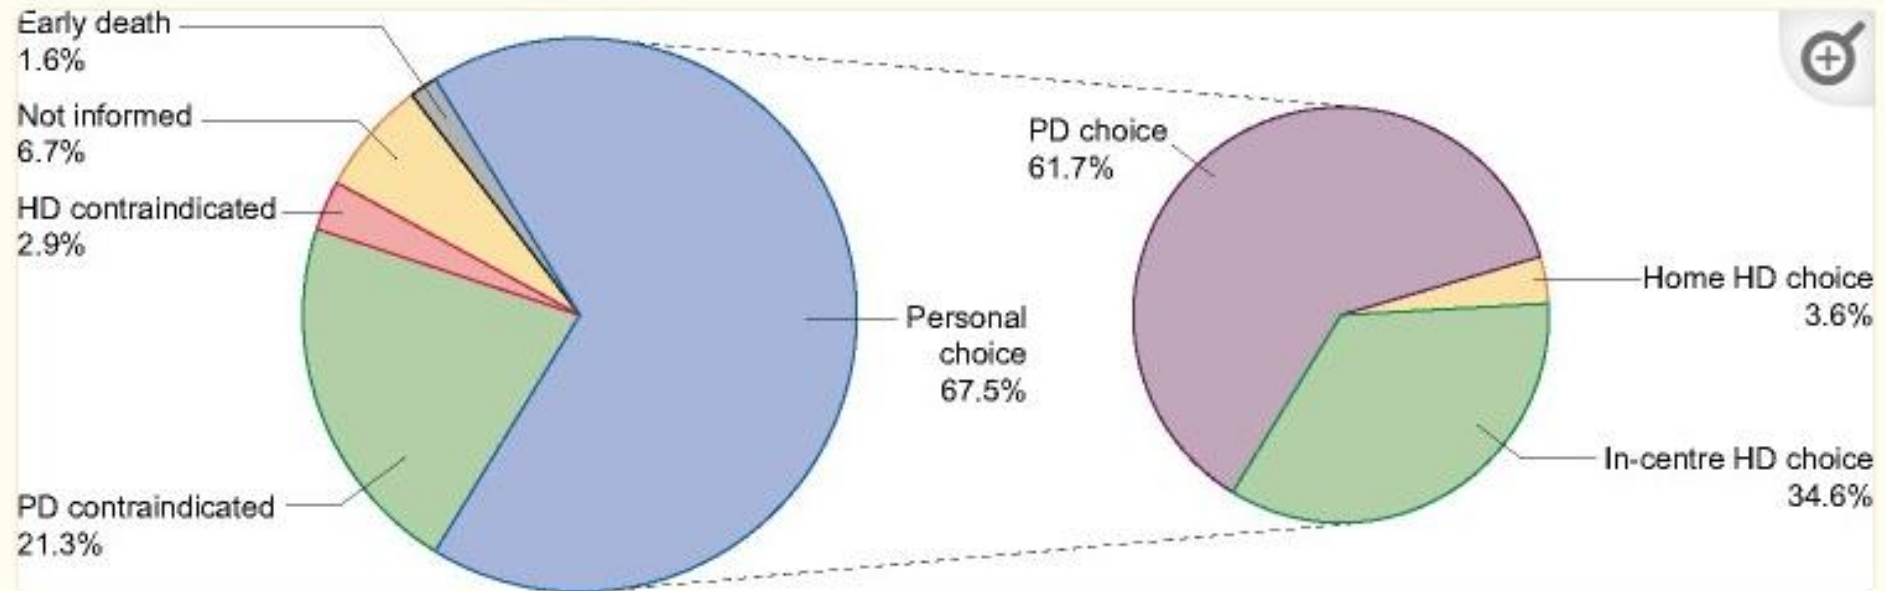 Early death
1.6%
Not informed
6.7%
HD contraindicated
2.9%
PD contraindicated
21.3%
Personal
choice
67.5%
PD choice
61.7%
Home HD choice
3.6%
In-centre HD choice
34.6%